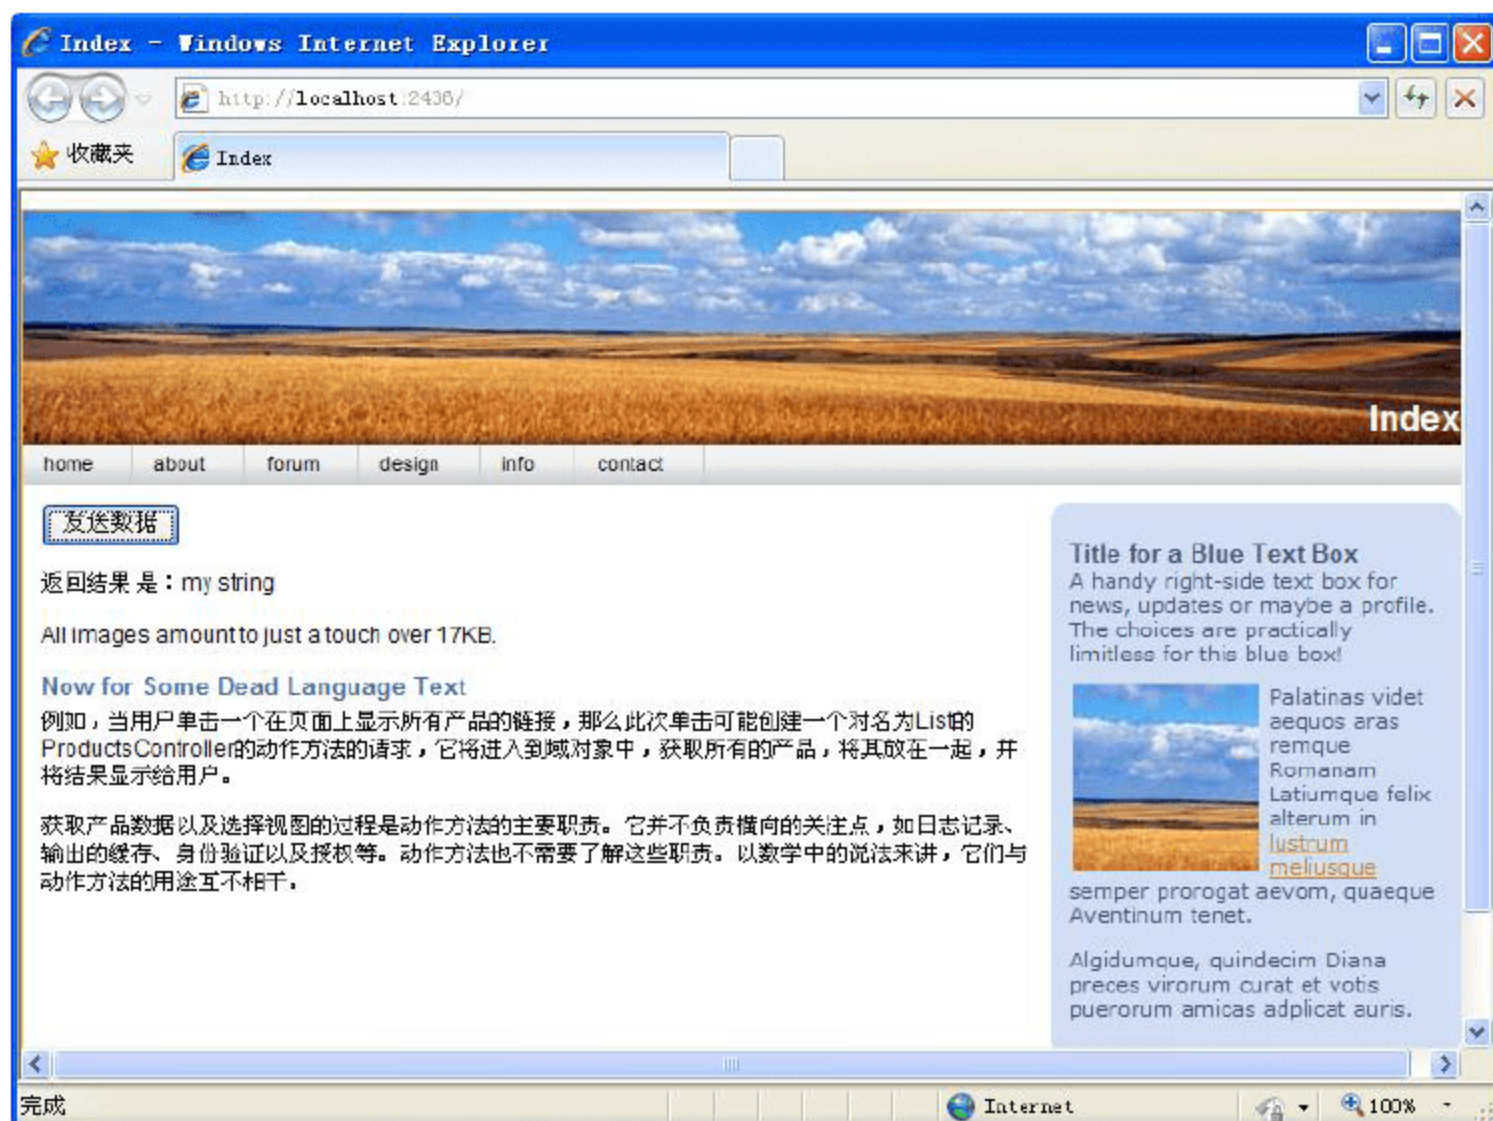 Index - Windows Internet Explorer
http://localhost:2436/
收藏夹
Index
Index
home about forum design info contact
发送数据
返回结果 是：my string
All images amount to just a touch over 17KB.
Now for Some Dead Language Text
例如，当用户单击一个在页面上显示所有产品的链接，那么此次单击可能创建一个对名为List的
ProductsController的动作方法的请求，它将进入到域对象中，获取所有的产品，将其放在一起，并
将结果显示给用户。
获取产品数据以及选择视图的过程是动作方法的主要职责。它并不负责横向的关注点，如日志记录、
输出的缓存、身份验证以及授权等。动作方法也不需要了解这些职责。以数学中的说法来讲，它们与
动作方法的用途互不相干。
Title for a Blue Text Box
A handy right-side text box for
news, updates or maybe a profile.
The choices are practically
limitless for this blue box!
Palatinas videt
aequos aras
remque
Romanam
Latiumque felix
alterum in
lustrum
meliusque
semper prorogat aevom, quaeque
Aventinum tenet.
Algidumque, quindecim Diana
preces virorum curat et votis
puerorum amicas adplicat auris.
完成
Internet
100%